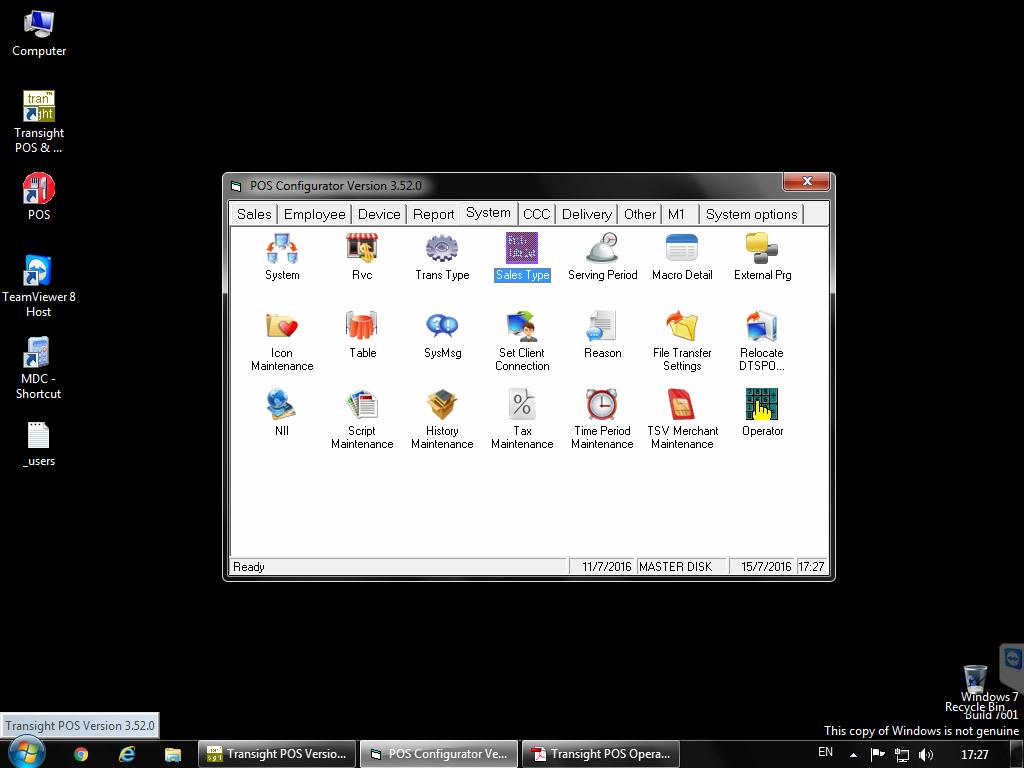 Computer
tran™
sight
Transight
POS & ...
POS
TeamViewer 8
Host
MDC -
Shortcut
_users
POS Configurator Version 3.52.0
Sales Employee Device Report System CCC Delivery Other M1 System options
System Rvc Trans Type Sales Type Serving Period Macro Detail External Prg
Icon
Maintenance
Table
SysMsg
Set Client
Connection
Reason
File Transfer
Settings
Relocate
DTSPO...
NII
Script
Maintenance
History
Maintenance
Tax
Maintenance
Time Period
Maintenance
TSV Merchant
Maintenance
Operator
Ready 11/7/2016 MASTER DISK 15/7/2016 17:27
Windows 7
Recycle Bin
Build 7601
This copy of Windows is not genuine
Transight POS Version 3.52.0
Transight POS Versio... POS Configurator Ve... Transight POS Opera... EN 17:27